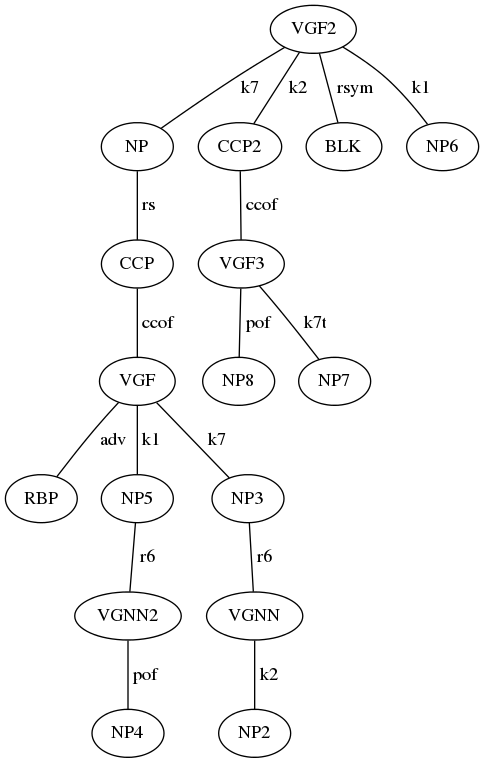 VGF2
k7 k2 rsym k1
NP CCP2 BLK NP6
rs ccof
CCP VGF3
ccof pof k7t
VGF NP8 NP7
adv k1 k7
RBP NP5 NP3
r6 r6
VGNN2 VGNN
pof k2
NP4 NP2